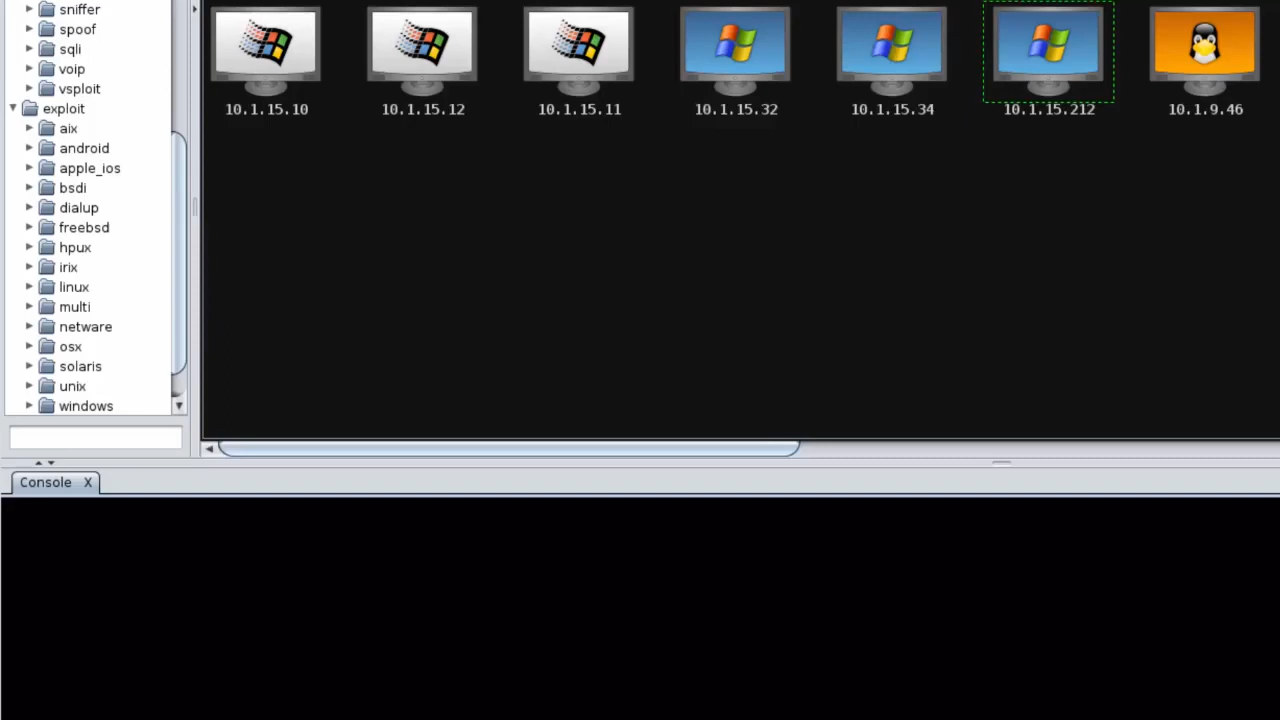 sniffer
spoof
sqli
voip
vsploit
exploit
aix
android
apple_ios
bsdi
dialup
freebsd
hpux
irix
linux
multi
netware
osx
solaris
unix
windows
10.1.15.10 10.1.15.12 10.1.15.11 10.1.15.32 10.1.15.34 10.1.15.212 10.1.9.46
Console X